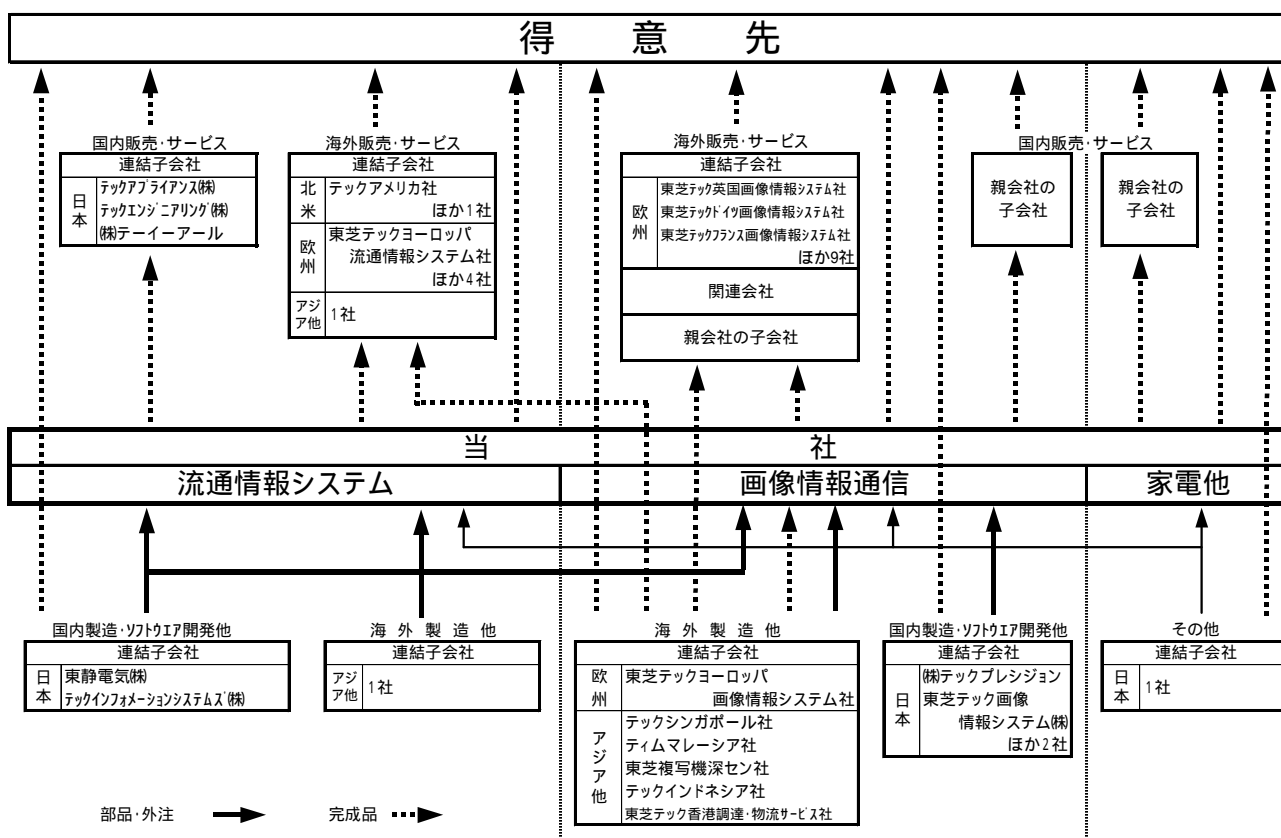 得意先
国内販売・サービス
連結子会社
日本
テックアプライアンス(株)
テックエンジニアリング(株)
(株)テーイーアール
海外販売・サービス
連結子会社
北米
テックアメリカ社
ほか1社
欧州
東芝テックヨーロッパ
流通情報システム社
ほか4社
アジア他
1社
海外販売・サービス
連結子会社
欧州
東芝テック英国画像情報システム社
東芝テックドイツ画像情報システム社
東芝テックフランス画像情報システム社
ほか9社
関連会社
親会社の子会社
国内販売・サービス
親会社の
子会社
親会社の
子会社
当社
流通情報システム
画像情報通信
家電他
国内製造・ソフトウエア開発他
連結子会社
日本
東静電気(株)
テックインフォメーションシステムズ(株)
海外製造他
連結子会社
アジア他
1社
海外製造他
連結子会社
欧州
東芝テックヨーロッパ
画像情報システム社
アジア他
テックシンガポール社
ティムマレーシア社
東芝複写機深セン社
テックインドネシア社
東芝テック香港調達・物流サービス社
国内製造・ソフトウエア開発他
連結子会社
日本
(株)テックプレシジョン
東芝テック画像
情報システム(株)
ほか2社
その他
連結子会社
日本
1社
部品・外注
完成品